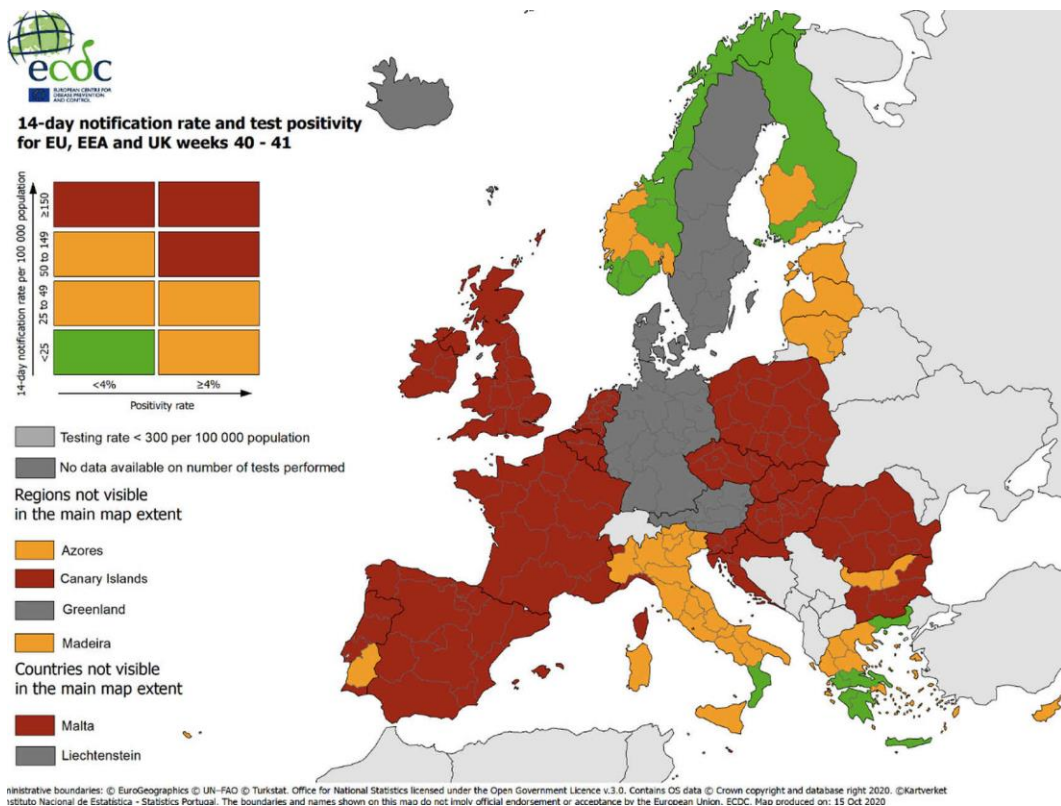 ecdc
EUROPEAN CENTRE FOR
DISEASE PREVENTION
AND CONTROL
14-day notification rate and test positivity
for EU, EEA and UK weeks 40 - 41
14-day notification rate per 100 000 population
≥150
50 to 149
25 to 49
<25
<4%
≥4%
Positivity rate
Testing rate < 300 per 100 000 population
No data available on number of tests performed
Regions not visible
in the main map extent
Azores
Canary Islands
Greenland
Madeira
Countries not visible
in the main map extent
Malta
Liechtenstein
ninistrative boundaries: © EuroGeographics © UN–FAO © Turkstat. Office for National Statistics licensed under the Open Government Licence v.3.0. Contains OS data © Crown copyright and database right 2020. ©Kartverket
nstituto Nacional de Estatística - Statistics Portugal. The boundaries and names shown on this map do not imply official endorsement or acceptance by the European Union. ECDC. Map produced on: 15 Oct 2020